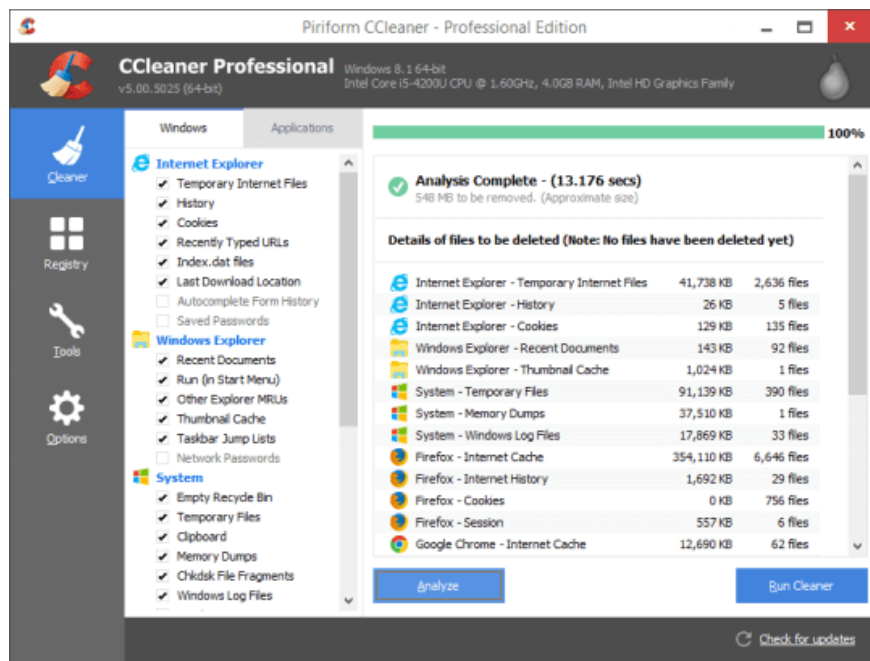 Piriform CCleaner - Professional Edition
CCleaner Professional
v5.00.5025 (64-bit)
Windows 8.1 64-bit
Intel Core i5-4200U CPU @ 1.60GHz, 4.0GB RAM, Intel HD Graphics Family
Cleaner
Registry
Tools
Options
Windows Applications
Internet Explorer
Temporary Internet Files
History
Cookies
Recently Typed URLs
Index.dat files
Last Download Location
Autocomplete Form History
Saved Passwords
Windows Explorer
Recent Documents
Run (in Start Menu)
Other Explorer MRUs
Thumbnail Cache
Taskbar Jump Lists
Network Passwords
System
Empty Recycle Bin
Temporary Files
Clipboard
Memory Dumps
Chkdsk File Fragments
Windows Log Files
100%
Analysis Complete - (13.176 secs)
548 MB to be removed. (Approximate size)
Details of files to be deleted (Note: No files have been deleted yet)
Internet Explorer - Temporary Internet Files 41,738 KB 2,636 files
Internet Explorer - History 26 KB 5 files
Internet Explorer - Cookies 129 KB 135 files
Windows Explorer - Recent Documents 143 KB 92 files
Windows Explorer - Thumbnail Cache 1,024 KB 1 files
System - Temporary Files 91,139 KB 390 files
System - Memory Dumps 37,510 KB 1 files
System - Windows Log Files 17,869 KB 33 files
Firefox - Internet Cache 354,110 KB 6,646 files
Firefox - Internet History 1,692 KB 29 files
Firefox - Cookies 0 KB 756 files
Firefox - Session 557 KB 6 files
Google Chrome - Internet Cache 12,690 KB 62 files
Analyze
Run Cleaner
Check for updates